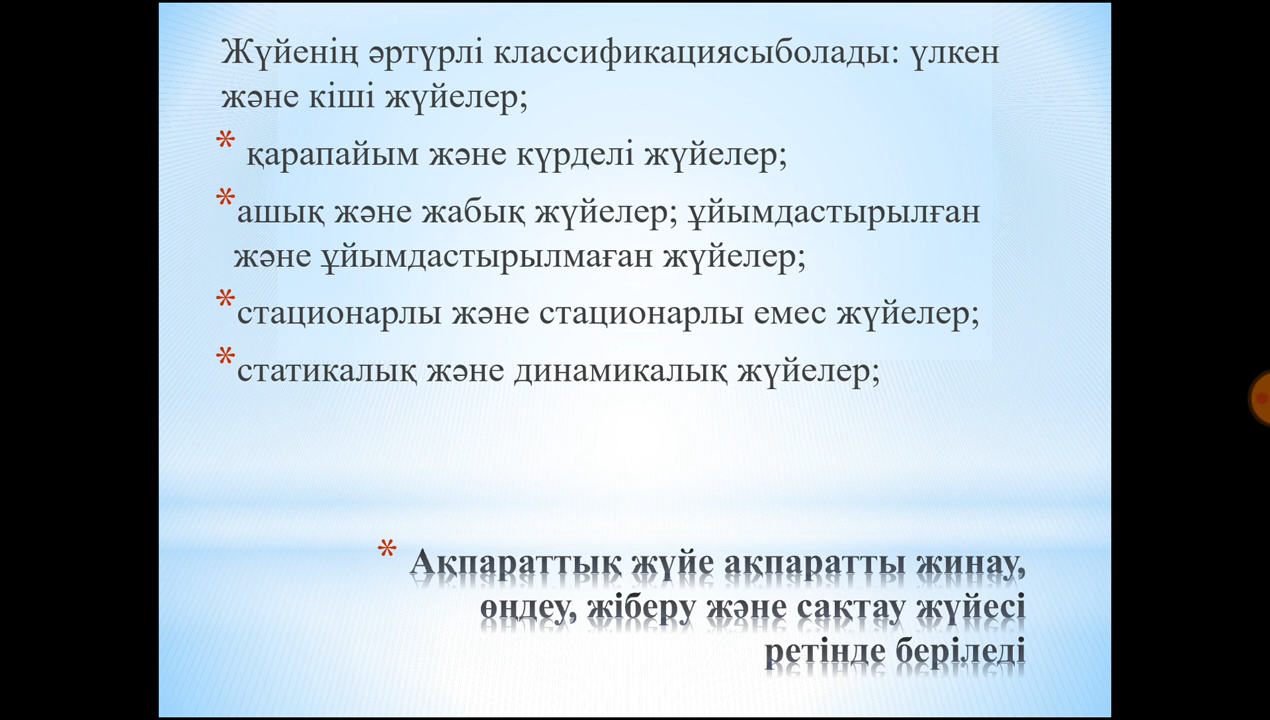 Жүйенің әртүрлі классификациясыболады: үлкен
және кіші жүйелер;
* қарапайым және күрделі жүйелер;
*ашық және жабық жүйелер; ұйымдастырылған
және ұйымдастырылмаған жүйелер;
*стационарлы және стационарлы емес жүйелер;
*статикалық және динамикалық жүйелер;
* Ақпараттық жүйе ақпаратты жинау,
өңдеу, жіберу және сақтау жүйесі
ретінде беріледі